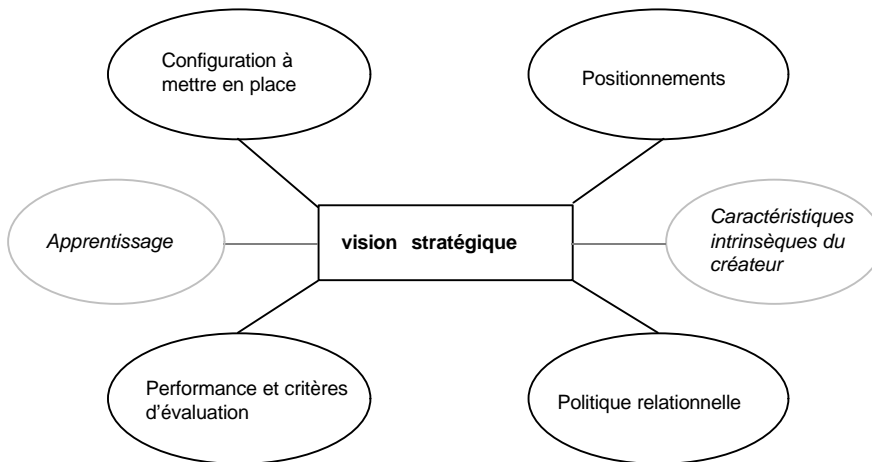 Configuration à
mettre en place
Positionnements
Apprentissage
vision stratégique
Caractéristiques
intrinsèques du
créateur
Performance et critères
d'évaluation
Politique relationnelle